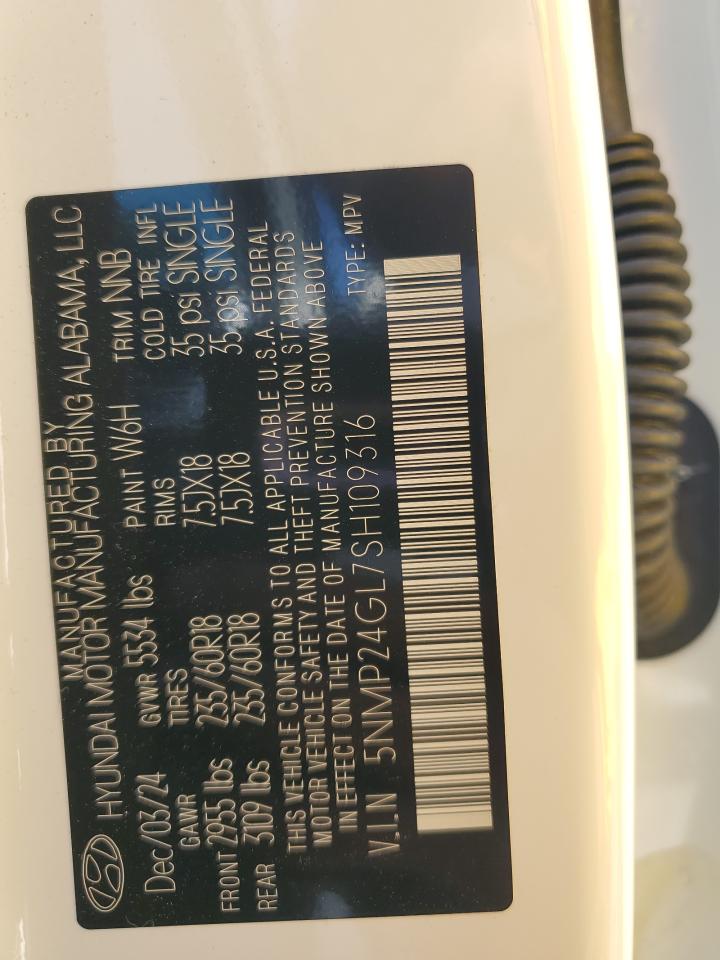 MANUFACTURED BY
HYUNDAI MOTOR MANUFACTURING ALABAMA, LLC
Dec/03/24 GVWR 5534 lbs PAINT W6H TRIM NNB
GAWR TIRES RIMS COLD TIRE INFL
FRONT 2955 lbs 235/60R18 7.5JX18 35 psi SINGLE
REAR 3109 lbs 235/60R18 7.5JX18 35 psi SINGLE
THIS VEHICLE CONFORMS TO ALL APPLICABLE U.S.A. FEDERAL
MOTOR VEHICLE SAFETY AND THEFT PREVENTION STANDARDS
IN EFFECT ON THE DATE OF MANUFACTURE SHOWN ABOVE
V.I.N 5NMP24GL7SH109316 TYPE: MPV